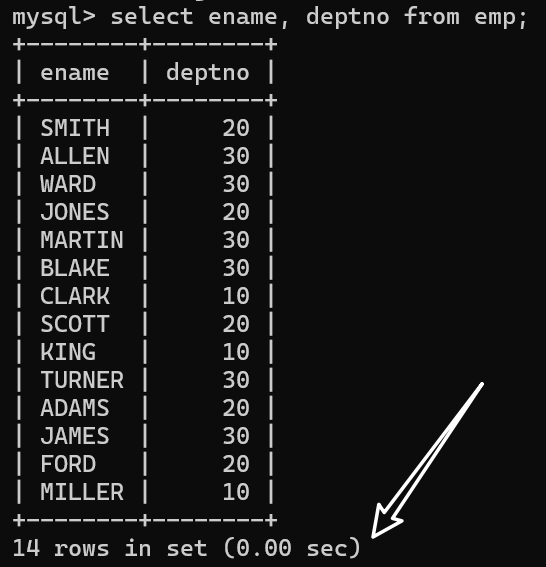 mysql> select ename, deptno from emp;
+--------+--------+
| ename  | deptno |
+--------+--------+
| SMITH  |     20 |
| ALLEN  |     30 |
| WARD   |     30 |
| JONES  |     20 |
| MARTIN |     30 |
| BLAKE  |     30 |
| CLARK  |     10 |
| SCOTT  |     20 |
| KING   |     10 |
| TURNER |     30 |
| ADAMS  |     20 |
| JAMES  |     30 |
| FORD   |     20 |
| MILLER |     10 |
+--------+--------+
14 rows in set (0.00 sec)